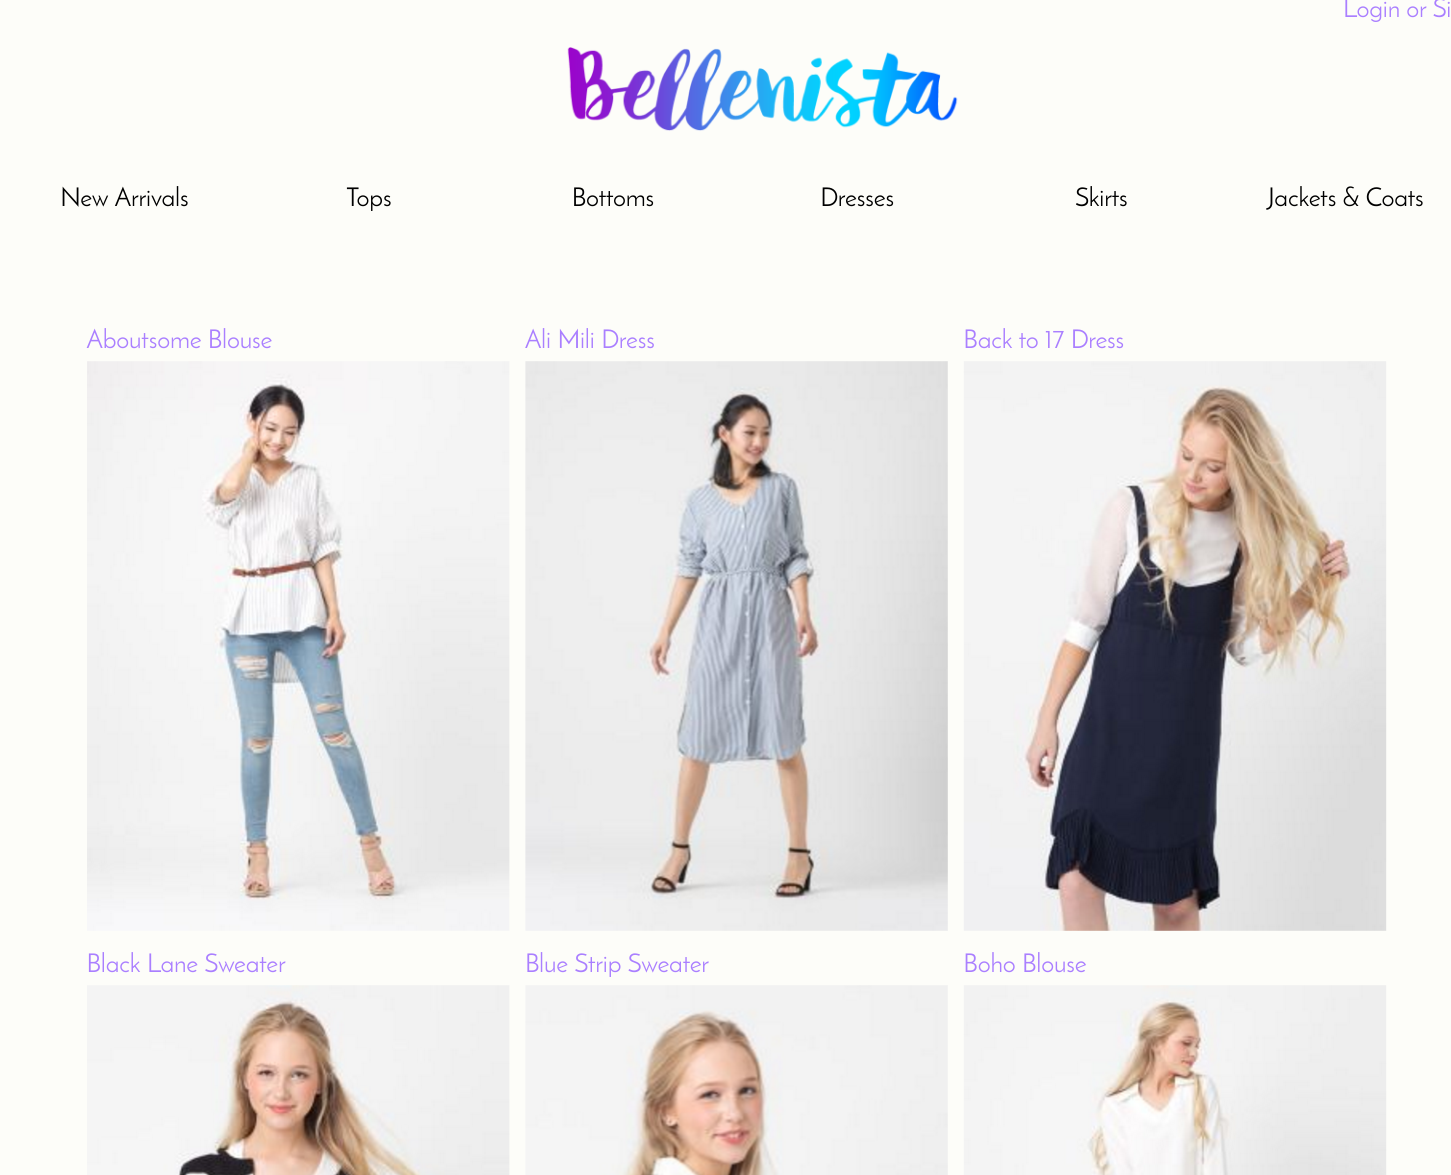 Login or Si
Bellenista
New Arrivals Tops Bottoms Dresses Skirts Jackets & Coats
Aboutsome Blouse Ali Mili Dress Back to 17 Dress
Black Lane Sweater Blue Strip Sweater Boho Blouse